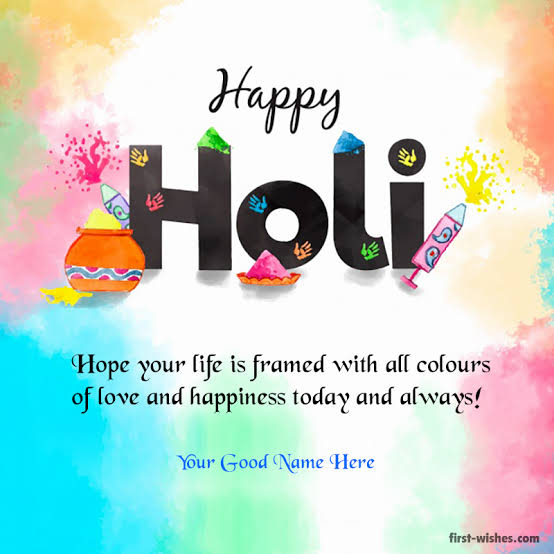 Happy
Holi
Hope your life is framed with all colours
of love and happiness today and always!
Your Good Name Here
first-wishes.com